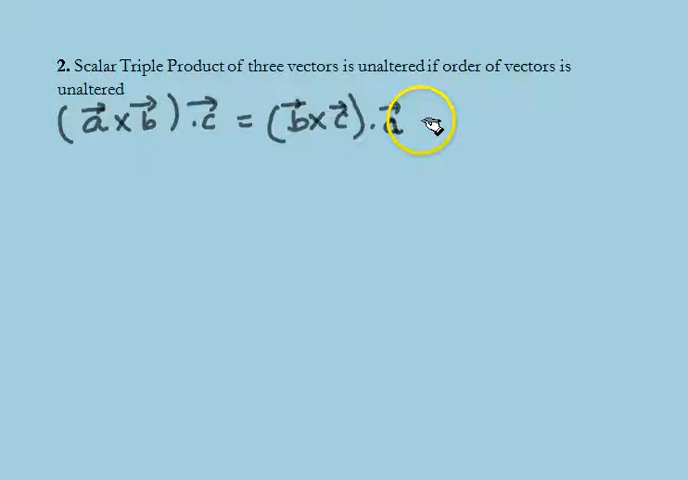 2. Scalar Triple Product of three vectors is unaltered if order of vectors is
unaltered
(a⃗ × b⃗) . c⃗ = (b⃗ × c⃗) . a⃗